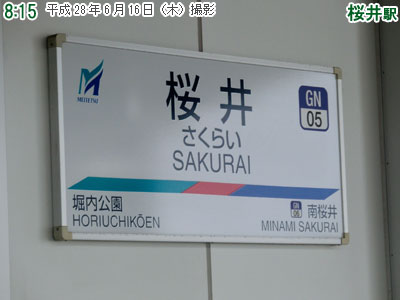 8:15 平成28年6月16日(木)撮影 桜井駅
MEITETSU
桜井
さくらい
SAKURAI
GN
05
堀内公園
HORIUCHIKŌEN
GN
06
南桜井
MINAMI SAKURAI